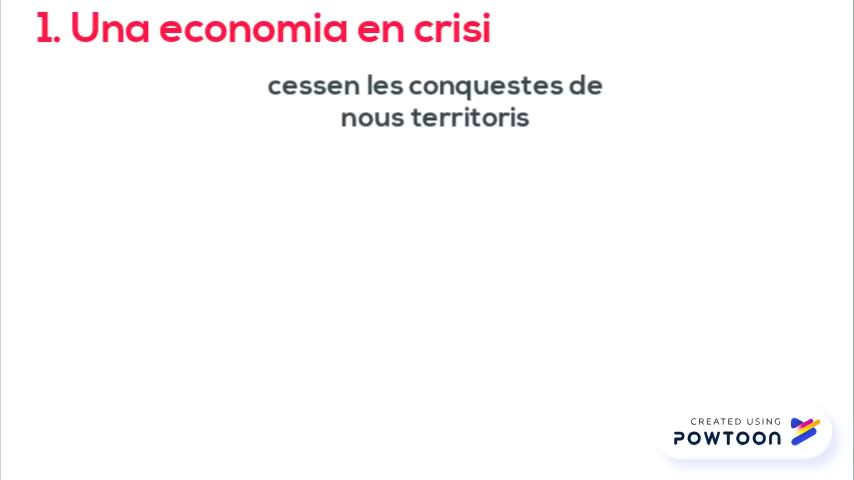 1. Una economia en crisi
cessen les conquestes de
nous territoris
CREATED USING
POWTOON